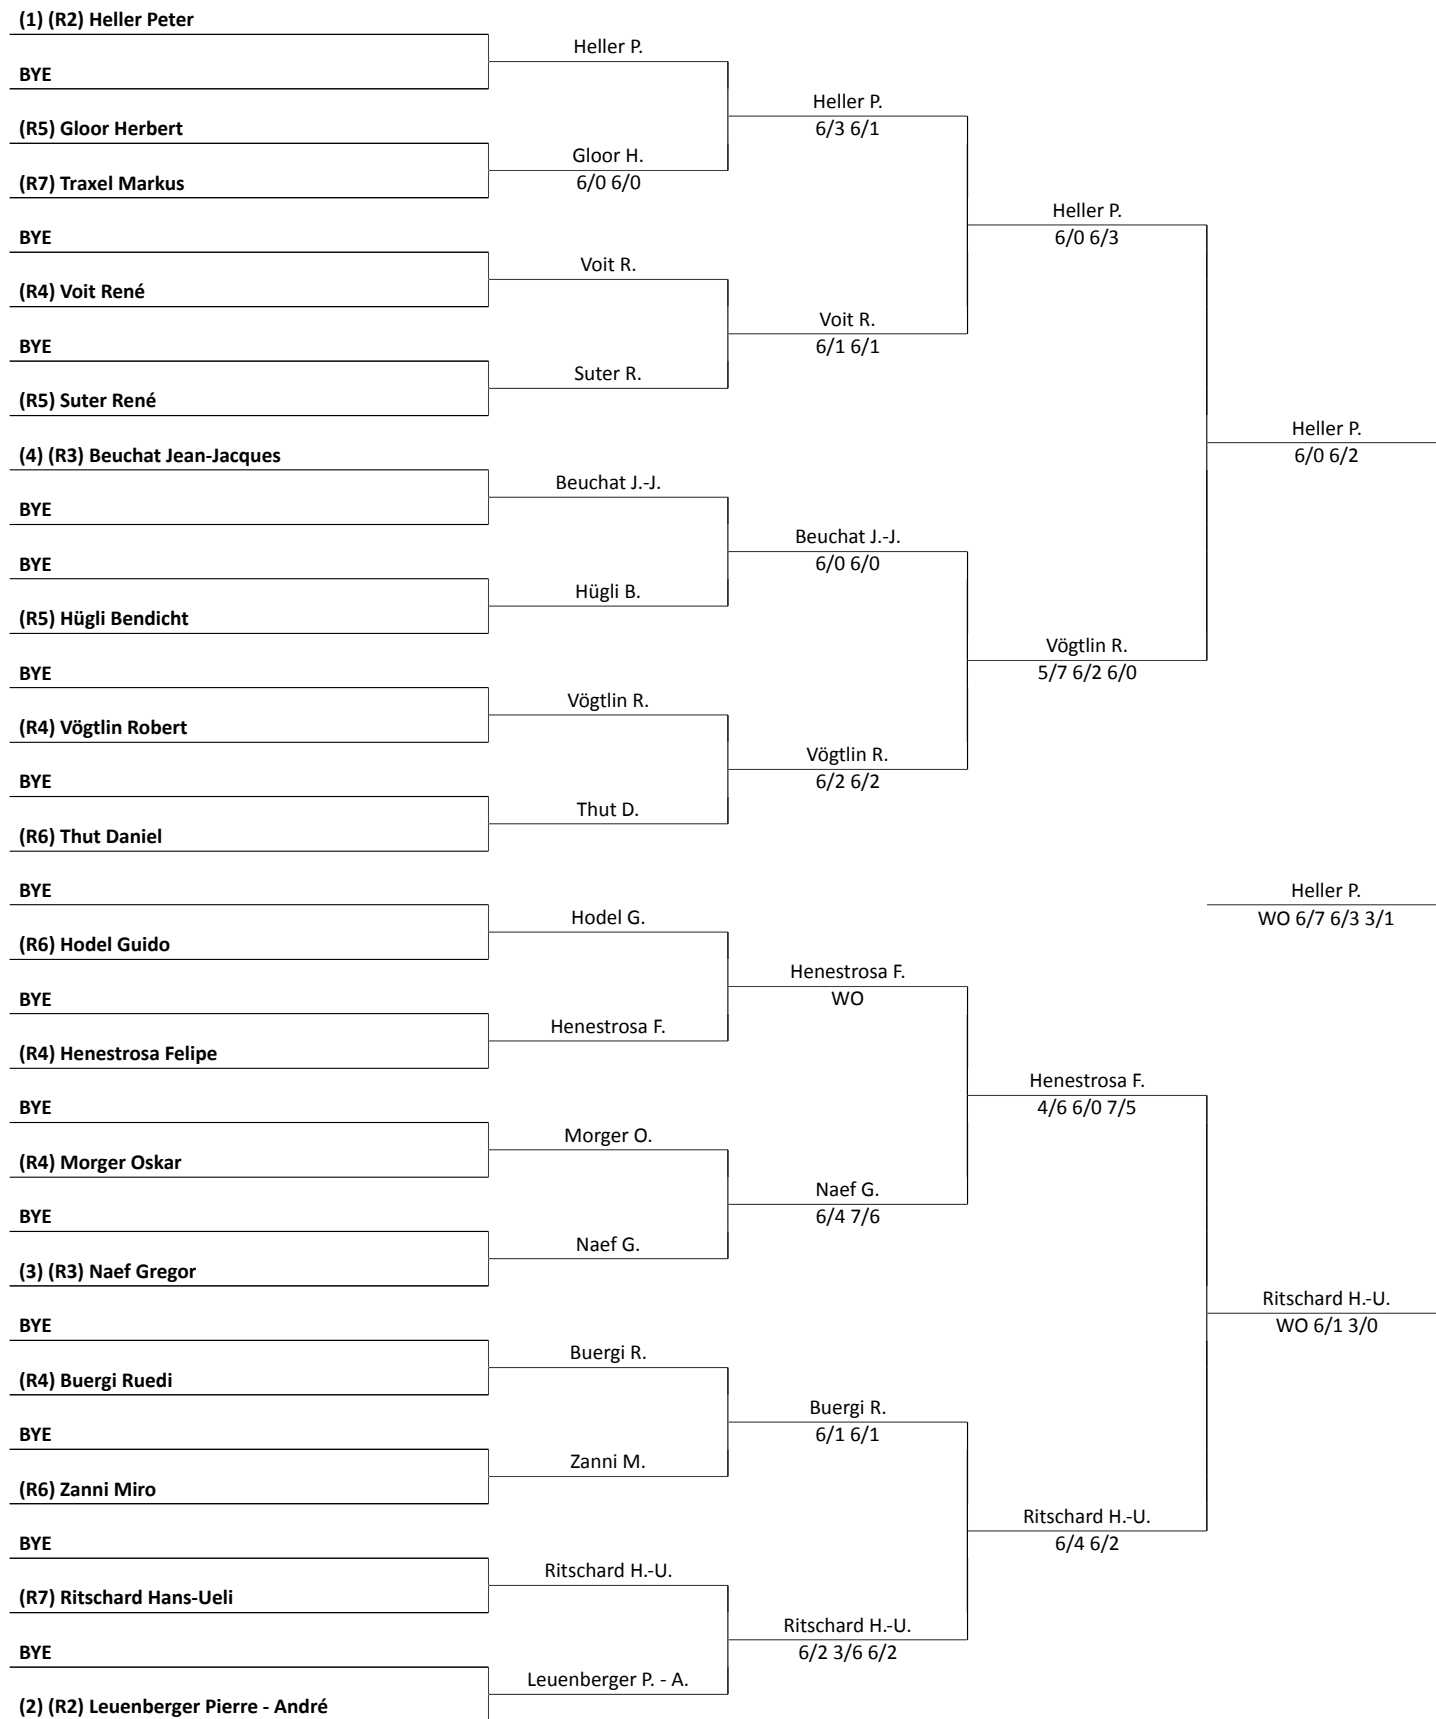 (1) (R2) Heller Peter
BYE
(R5) Gloor Herbert
(R7) Traxel Markus
BYE
(R4) Voit René
BYE
(R5) Suter René
(4) (R3) Beuchat Jean-Jacques
BYE
BYE
(R5) Hügli Bendicht
BYE
(R4) Vögtlin Robert
BYE
(R6) Thut Daniel
BYE
(R6) Hodel Guido
BYE
(R4) Henestrosa Felipe
BYE
(R4) Morger Oskar
BYE
(3) (R3) Naef Gregor
BYE
(R4) Buergi Ruedi
BYE
(R6) Zanni Miro
BYE
(R7) Ritschard Hans-Ueli
BYE
(2) (R2) Leuenberger Pierre - André
Heller P.
Gloor H.
6/0 6/0
Voit R.
Suter R.
Beuchat J.-J.
Hügli B.
Vögtlin R.
Thut D.
Hodel G.
Henestrosa F.
Morger O.
Naef G.
Buergi R.
Zanni M.
Ritschard H.-U.
Leuenberger P. - A.
Heller P.
6/3 6/1
Voit R.
6/1 6/1
Beuchat J.-J.
6/0 6/0
Vögtlin R.
6/2 6/2
Henestrosa F.
WO
Naef G.
6/4 7/6
Buergi R.
6/1 6/1
Ritschard H.-U.
6/2 3/6 6/2
Heller P.
6/0 6/3
Vögtlin R.
5/7 6/2 6/0
Henestrosa F.
4/6 6/0 7/5
Ritschard H.-U.
6/4 6/2
Heller P.
6/0 6/2
Ritschard H.-U.
WO 6/1 3/0
Heller P.
WO 6/7 6/3 3/1